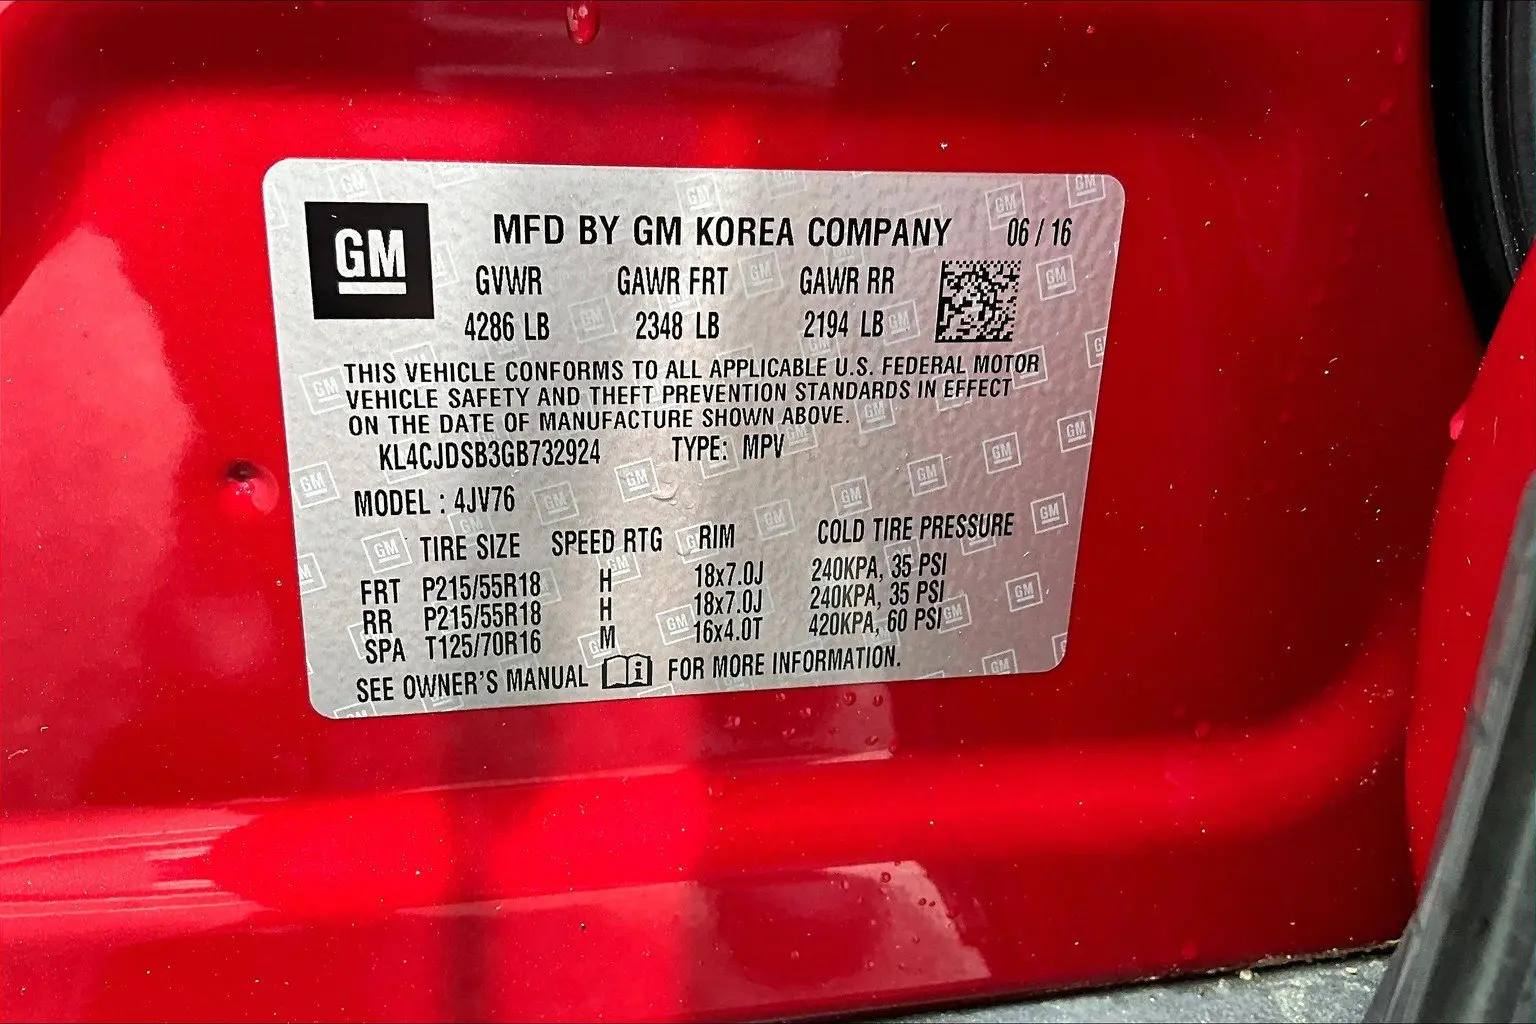 GM
MFD BY GM KOREA COMPANY 06 / 16
GVWR GAWR FRT GAWR RR
4286 LB 2348 LB 2194 LB
THIS VEHICLE CONFORMS TO ALL APPLICABLE U.S. FEDERAL MOTOR
VEHICLE SAFETY AND THEFT PREVENTION STANDARDS IN EFFECT
ON THE DATE OF MANUFACTURE SHOWN ABOVE.
KL4CJDSB3GB732924 TYPE: MPV
MODEL : 4JV76
TIRE SIZE SPEED RTG RIM COLD TIRE PRESSURE
FRT P215/55R18 H 18x7.0J 240KPA, 35 PSI
RR P215/55R18 H 18x7.0J 240KPA, 35 PSI
SPA T125/70R16 M 16x4.0T 420KPA, 60 PSI
SEE OWNER'S MANUAL i FOR MORE INFORMATION.